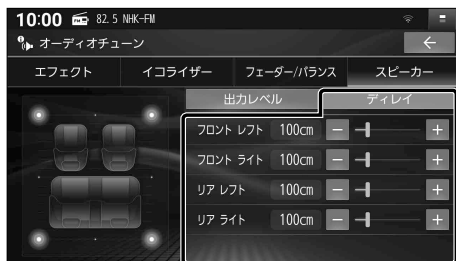 10:00 FM 82.5 NHK-FM
オーディオチューン
エフェクト イコライザー フェーダー/バランス スピーカー
出力レベル ディレイ
フロント レフト 100cm − +
フロント ライト 100cm − +
リア レフト 100cm − +
リア ライト 100cm − +